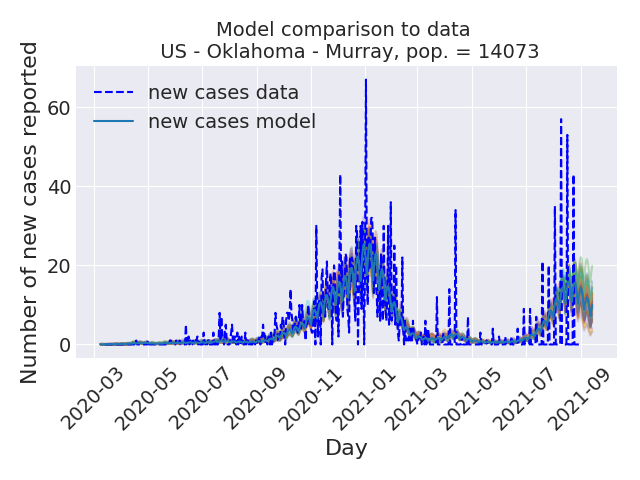 Model comparison to data
US - Oklahoma - Murray, pop. = 14073
Number of new cases reported
60
40
20
0
new cases data
new cases model
2020-03
2020-05
2020-07
2020-09
2020-11
2021-01
2021-03
2021-05
2021-07
2021-09
Day